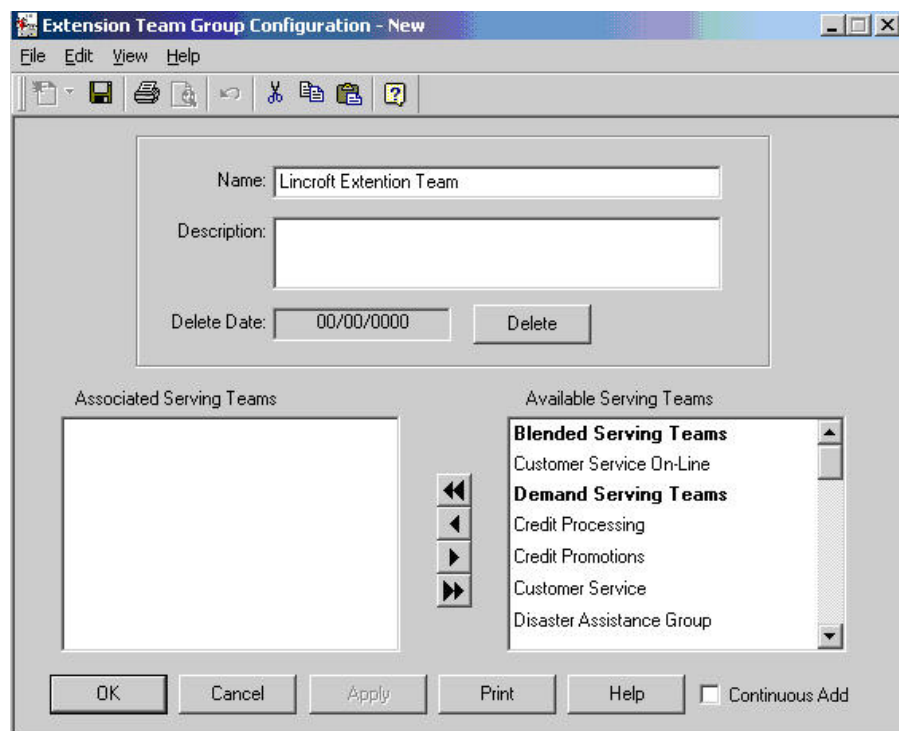 Extension Team Group Configuration - New
File Edit View Help
Name: Lincroft Extention Team
Description:
Delete Date: 00/00/0000 Delete
Associated Serving Teams
Available Serving Teams
Blended Serving Teams
Customer Service On-Line
Demand Serving Teams
Credit Processing
Credit Promotions
Customer Service
Disaster Assistance Group
OK Cancel Apply Print Help Continuous Add